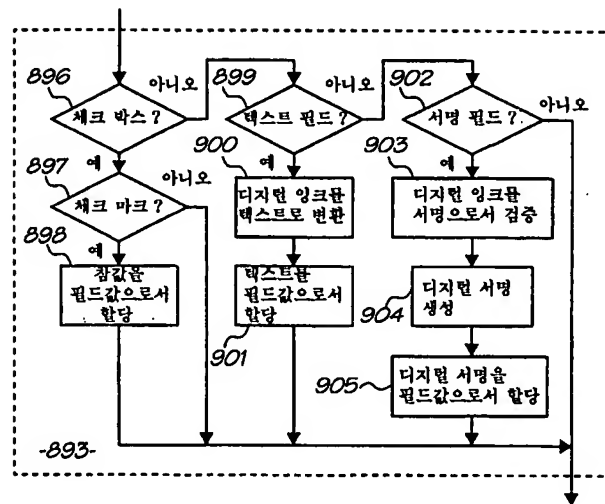 896
체크 박스?
아니오
예
897
체크 마크?
아니오
예
898
참값을
필드값으로서
할당
899
텍스트 필드?
아니오
예
900
디지털 잉크를
텍스트로 변환
텍스트를
필드값으로서
할당
901
902
서명 필드?
아니오
예
903
디지털 잉크를
서명으로서 검증
디지털 서명
생성
904
디지털 서명을
필드값으로서 할당
905
-893-